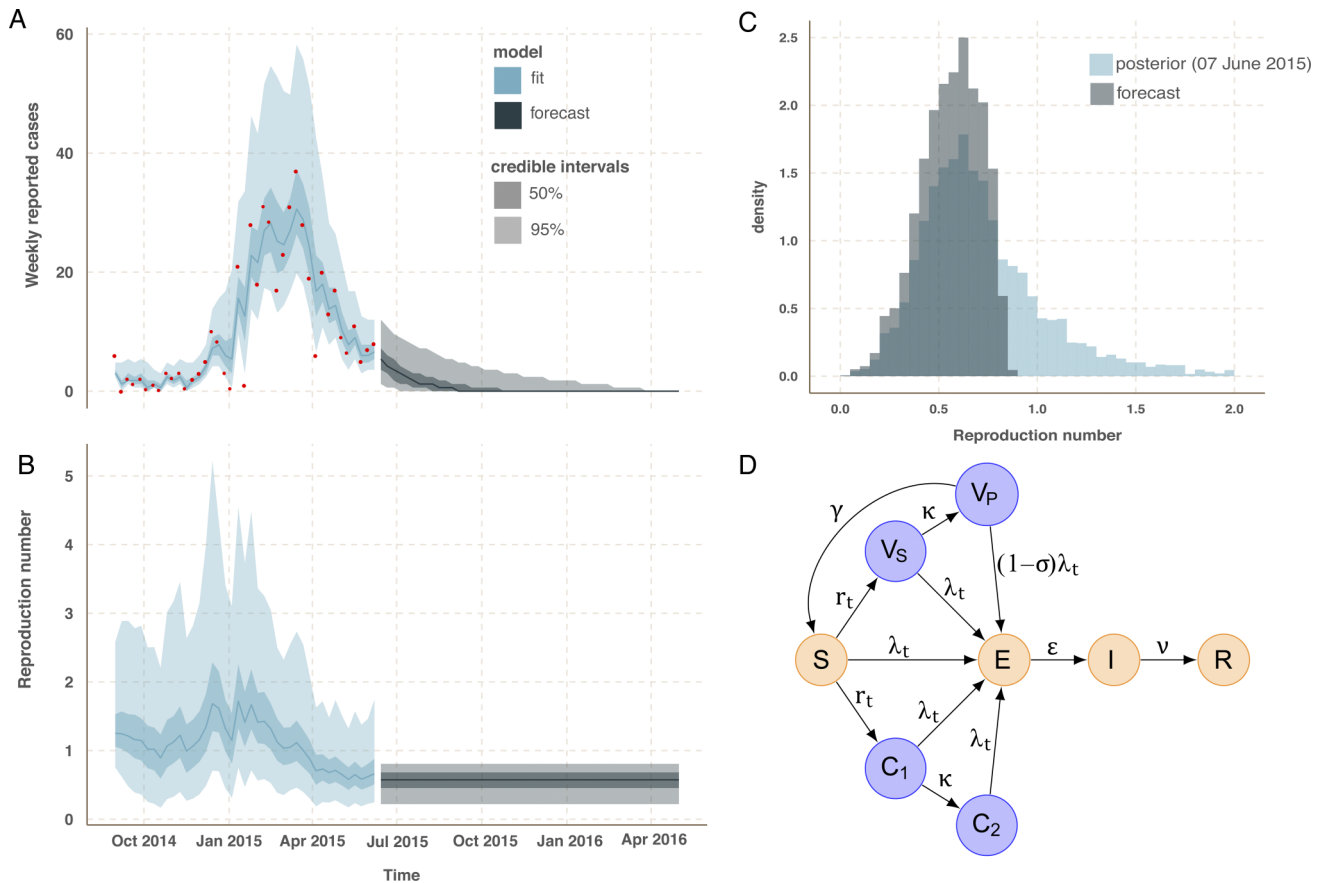 A
60
40
20
0
Weekly reported cases
model
fit
forecast
credible intervals
50%
95%
B
5
4
3
2
1
0
Reproduction number
Oct 2014
Jan 2015
Apr 2015
Jul 2015
Oct 2015
Jan 2016
Apr 2016
Time
C
2.5
2.0
1.5
1.0
0.5
0.0
density
posterior (07 June 2015)
forecast
0.0
0.5
1.0
1.5
2.0
Reproduction number
D
V_P
γ
κ
V_S
(1−σ)λ_t
r_t
λ_t
S
λ_t
E
ε
I
ν
R
r_t
λ_t
λ_t
C_1
κ
C_2